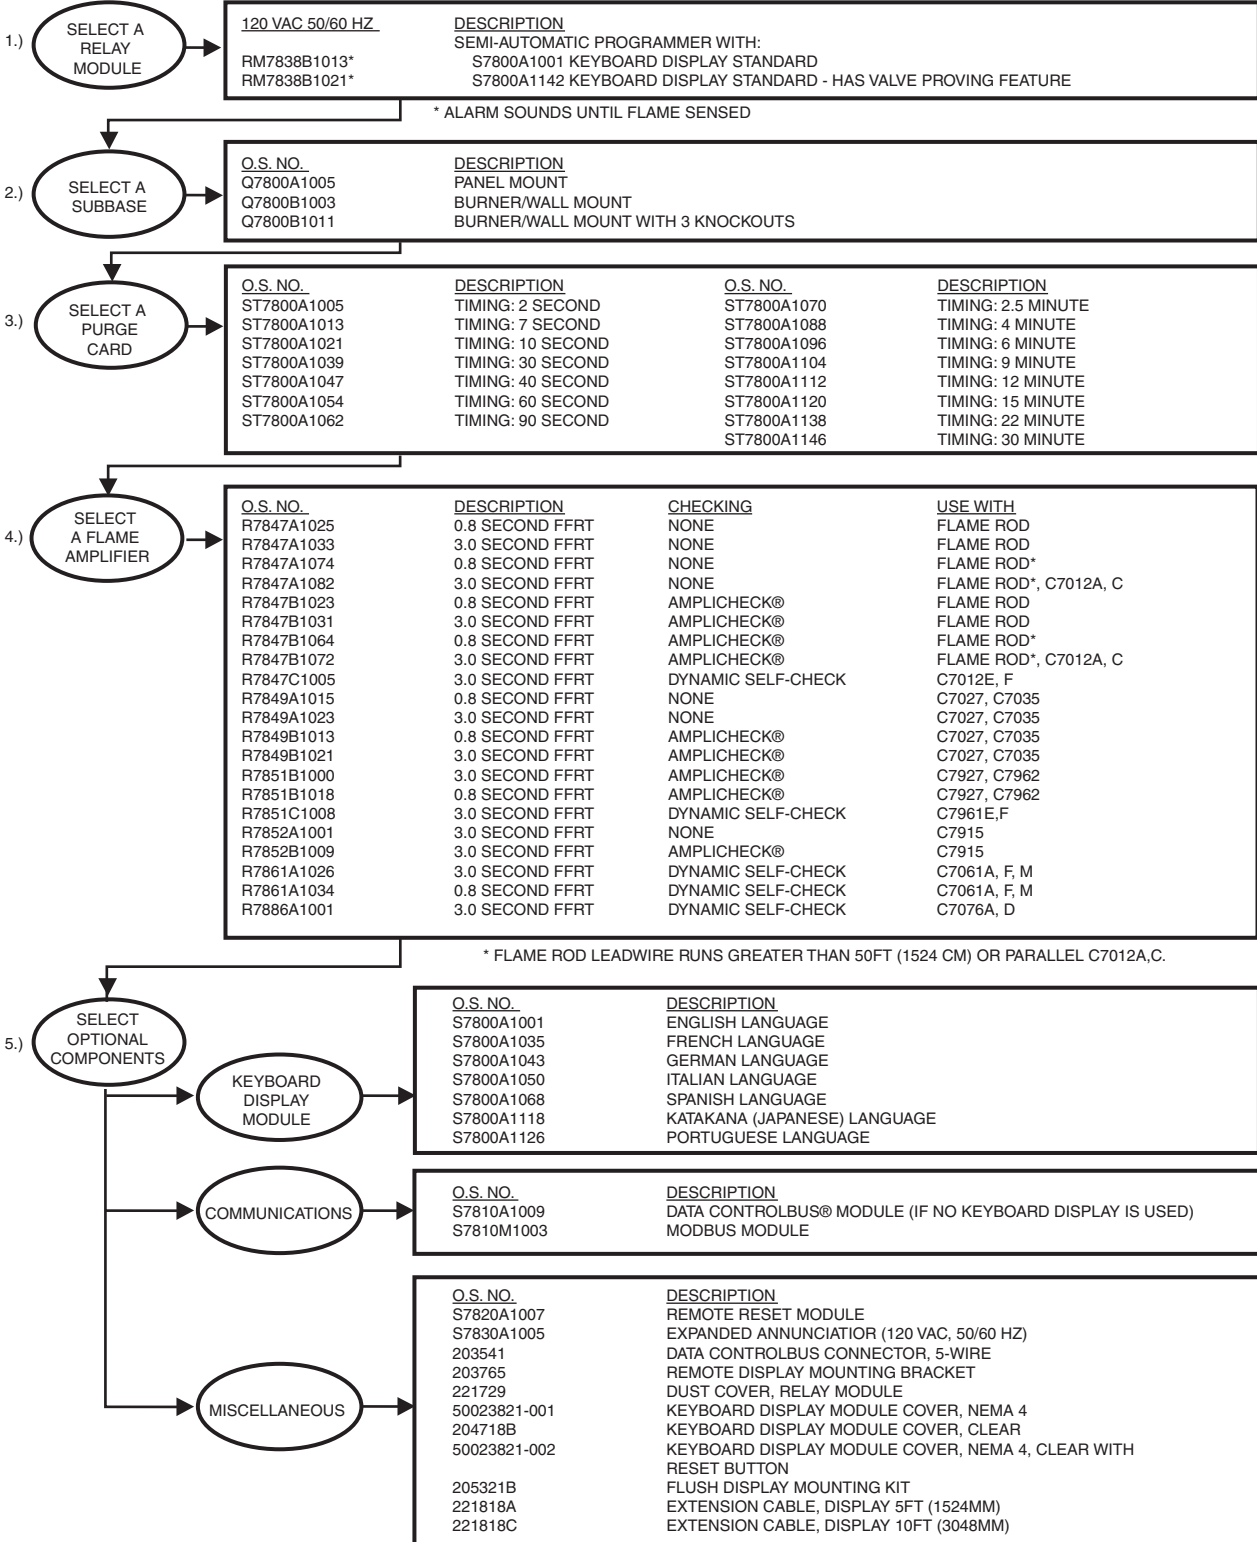 1.)
SELECT A
RELAY
MODULE
120 VAC 50/60 HZ DESCRIPTION
SEMI-AUTOMATIC PROGRAMMER WITH:
RM7838B1013* S7800A1001 KEYBOARD DISPLAY STANDARD
RM7838B1021* S7800A1142 KEYBOARD DISPLAY STANDARD - HAS VALVE PROVING FEATURE
* ALARM SOUNDS UNTIL FLAME SENSED
2.)
SELECT A
SUBBASE
O.S. NO. DESCRIPTION
Q7800A1005 PANEL MOUNT
Q7800B1003 BURNER/WALL MOUNT
Q7800B1011 BURNER/WALL MOUNT WITH 3 KNOCKOUTS
3.)
SELECT A
PURGE
CARD
O.S. NO. DESCRIPTION O.S. NO. DESCRIPTION
ST7800A1005 TIMING: 2 SECOND ST7800A1070 TIMING: 2.5 MINUTE
ST7800A1013 TIMING: 7 SECOND ST7800A1088 TIMING: 4 MINUTE
ST7800A1021 TIMING: 10 SECOND ST7800A1096 TIMING: 6 MINUTE
ST7800A1039 TIMING: 30 SECOND ST7800A1104 TIMING: 9 MINUTE
ST7800A1047 TIMING: 40 SECOND ST7800A1112 TIMING: 12 MINUTE
ST7800A1054 TIMING: 60 SECOND ST7800A1120 TIMING: 15 MINUTE
ST7800A1062 TIMING: 90 SECOND ST7800A1138 TIMING: 22 MINUTE
ST7800A1146 TIMING: 30 MINUTE
4.)
SELECT
A FLAME
AMPLIFIER
O.S. NO. DESCRIPTION CHECKING USE WITH
R7847A1025 0.8 SECOND FFRT NONE FLAME ROD
R7847A1033 3.0 SECOND FFRT NONE FLAME ROD
R7847A1074 0.8 SECOND FFRT NONE FLAME ROD*
R7847A1082 3.0 SECOND FFRT NONE FLAME ROD*, C7012A, C
R7847B1023 0.8 SECOND FFRT AMPLICHECK® FLAME ROD
R7847B1031 3.0 SECOND FFRT AMPLICHECK® FLAME ROD
R7847B1064 0.8 SECOND FFRT AMPLICHECK® FLAME ROD*
R7847B1072 3.0 SECOND FFRT AMPLICHECK® FLAME ROD*, C7012A, C
R7847C1005 3.0 SECOND FFRT DYNAMIC SELF-CHECK C7012E, F
R7849A1015 0.8 SECOND FFRT NONE C7027, C7035
R7849A1023 3.0 SECOND FFRT NONE C7027, C7035
R7849B1013 0.8 SECOND FFRT AMPLICHECK® C7027, C7035
R7849B1021 3.0 SECOND FFRT AMPLICHECK® C7027, C7035
R7851B1000 3.0 SECOND FFRT AMPLICHECK® C7927, C7962
R7851B1018 0.8 SECOND FFRT AMPLICHECK® C7927, C7962
R7851C1008 3.0 SECOND FFRT DYNAMIC SELF-CHECK C7961E,F
R7852A1001 3.0 SECOND FFRT NONE C7915
R7852B1009 3.0 SECOND FFRT AMPLICHECK® C7915
R7861A1026 3.0 SECOND FFRT DYNAMIC SELF-CHECK C7061A, F, M
R7861A1034 0.8 SECOND FFRT DYNAMIC SELF-CHECK C7061A, F, M
R7886A1001 3.0 SECOND FFRT DYNAMIC SELF-CHECK C7076A, D
* FLAME ROD LEADWIRE RUNS GREATER THAN 50FT (1524 CM) OR PARALLEL C7012A,C.
5.)
SELECT
OPTIONAL
COMPONENTS
KEYBOARD
DISPLAY
MODULE
O.S. NO. DESCRIPTION
S7800A1001 ENGLISH LANGUAGE
S7800A1035 FRENCH LANGUAGE
S7800A1043 GERMAN LANGUAGE
S7800A1050 ITALIAN LANGUAGE
S7800A1068 SPANISH LANGUAGE
S7800A1118 KATAKANA (JAPANESE) LANGUAGE
S7800A1126 PORTUGUESE LANGUAGE
COMMUNICATIONS
O.S. NO. DESCRIPTION
S7810A1009 DATA CONTROLBUS® MODULE (IF NO KEYBOARD DISPLAY IS USED)
S7810M1003 MODBUS MODULE
MISCELLANEOUS
O.S. NO. DESCRIPTION
S7820A1007 REMOTE RESET MODULE
S7830A1005 EXPANDED ANNUNCIATIOR (120 VAC, 50/60 HZ)
203541 DATA CONTROLBUS CONNECTOR, 5-WIRE
203765 REMOTE DISPLAY MOUNTING BRACKET
221729 DUST COVER, RELAY MODULE
50023821-001 KEYBOARD DISPLAY MODULE COVER, NEMA 4
204718B KEYBOARD DISPLAY MODULE COVER, CLEAR
50023821-002 KEYBOARD DISPLAY MODULE COVER, NEMA 4, CLEAR WITH
RESET BUTTON
205321B FLUSH DISPLAY MOUNTING KIT
221818A EXTENSION CABLE, DISPLAY 5FT (1524MM)
221818C EXTENSION CABLE, DISPLAY 10FT (3048MM)